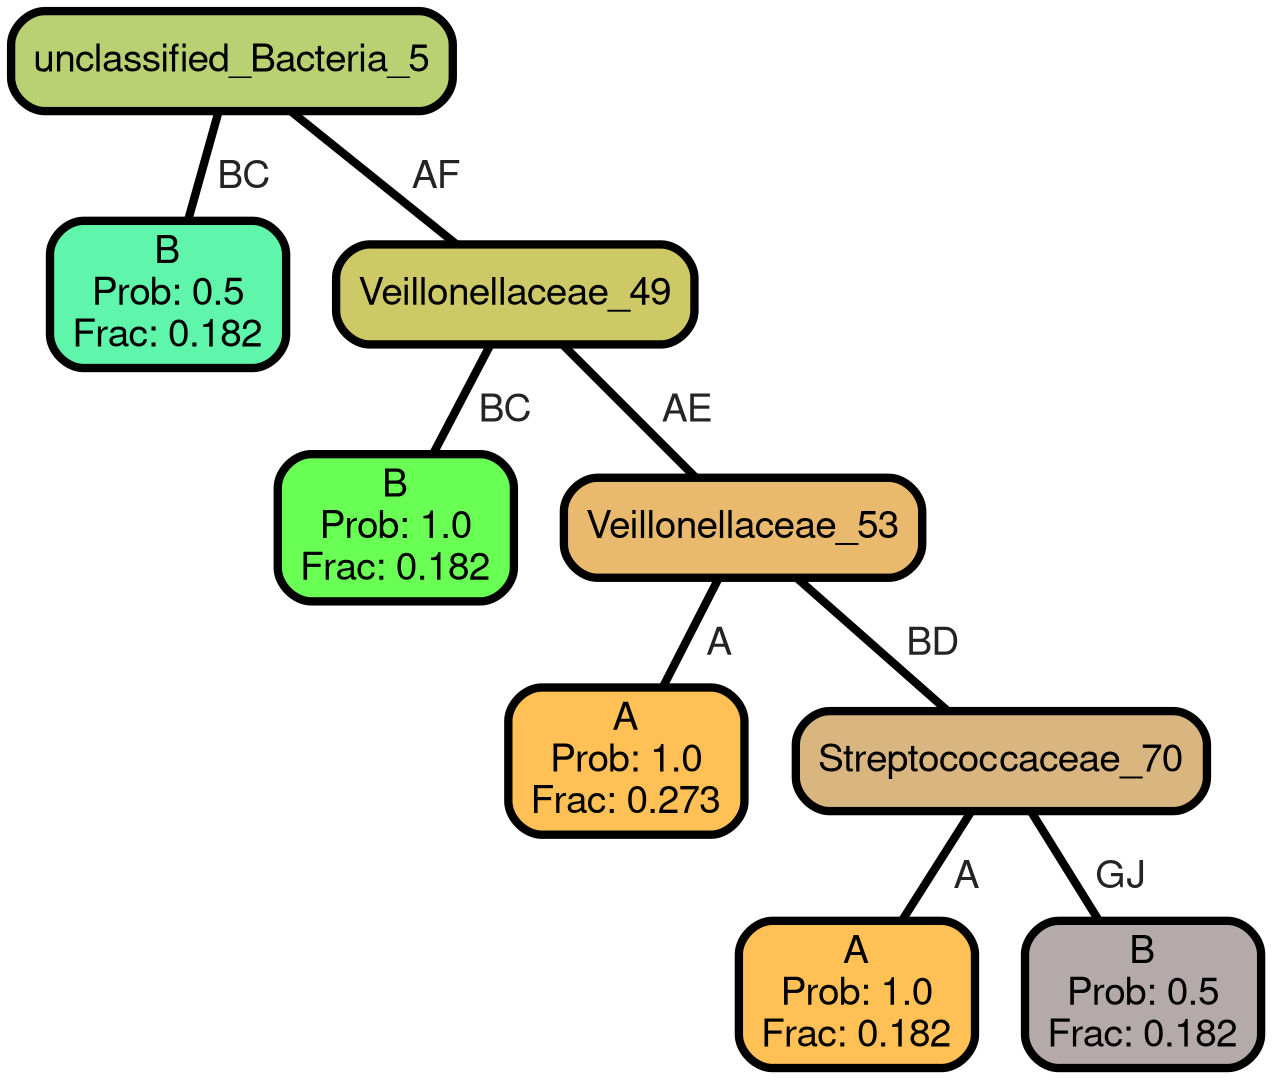 unclassified_Bacteria_5
BC
AF
B
Prob: 0.5
Frac: 0.182
Veillonellaceae_49
BC
AE
B
Prob: 1.0
Frac: 0.182
Veillonellaceae_53
A
BD
A
Prob: 1.0
Frac: 0.273
Streptococcaceae_70
A
GJ
A
Prob: 1.0
Frac: 0.182
B
Prob: 0.5
Frac: 0.182